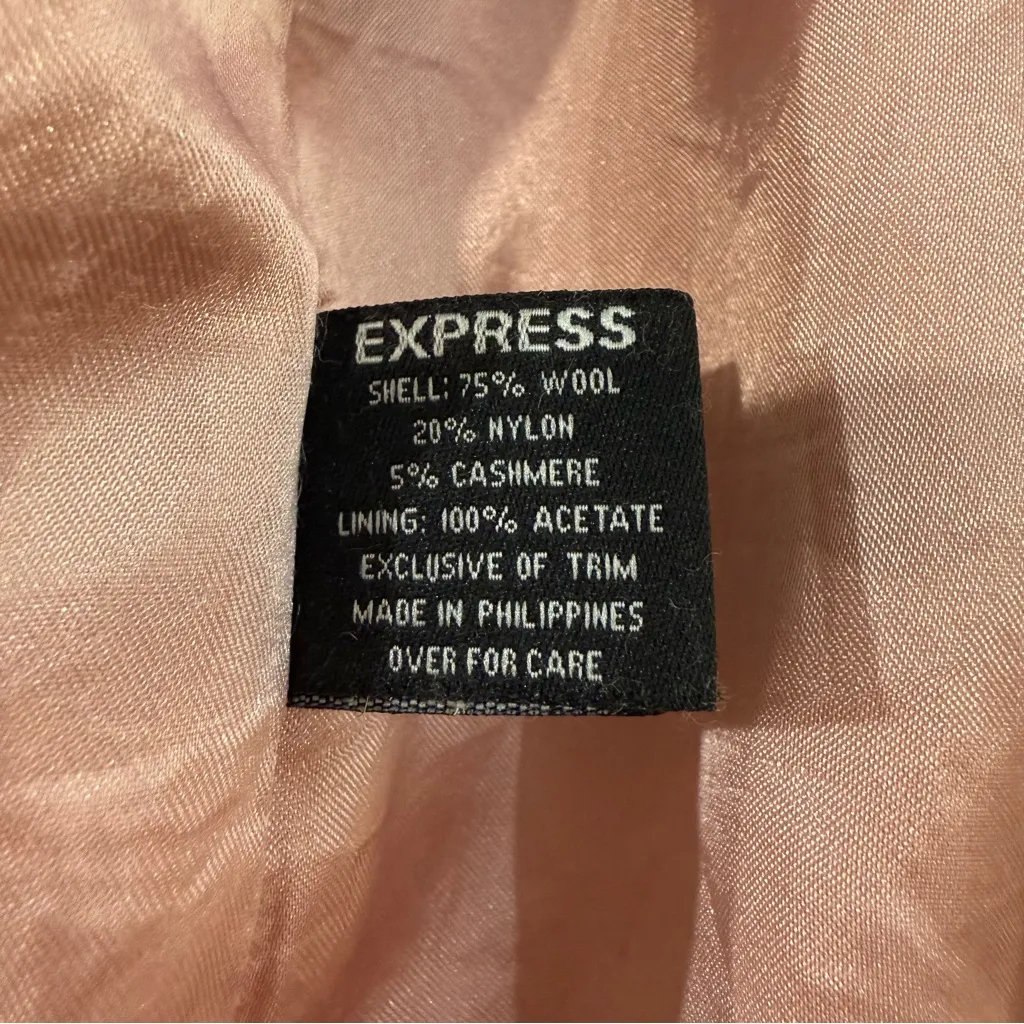 EXPRESS
SHELL: 75% WOOL
20% NYLON
5% CASHMERE
LINING: 100% ACETATE
EXCLUSIVE OF TRIM
MADE IN PHILIPPINES
OVER FOR CARE